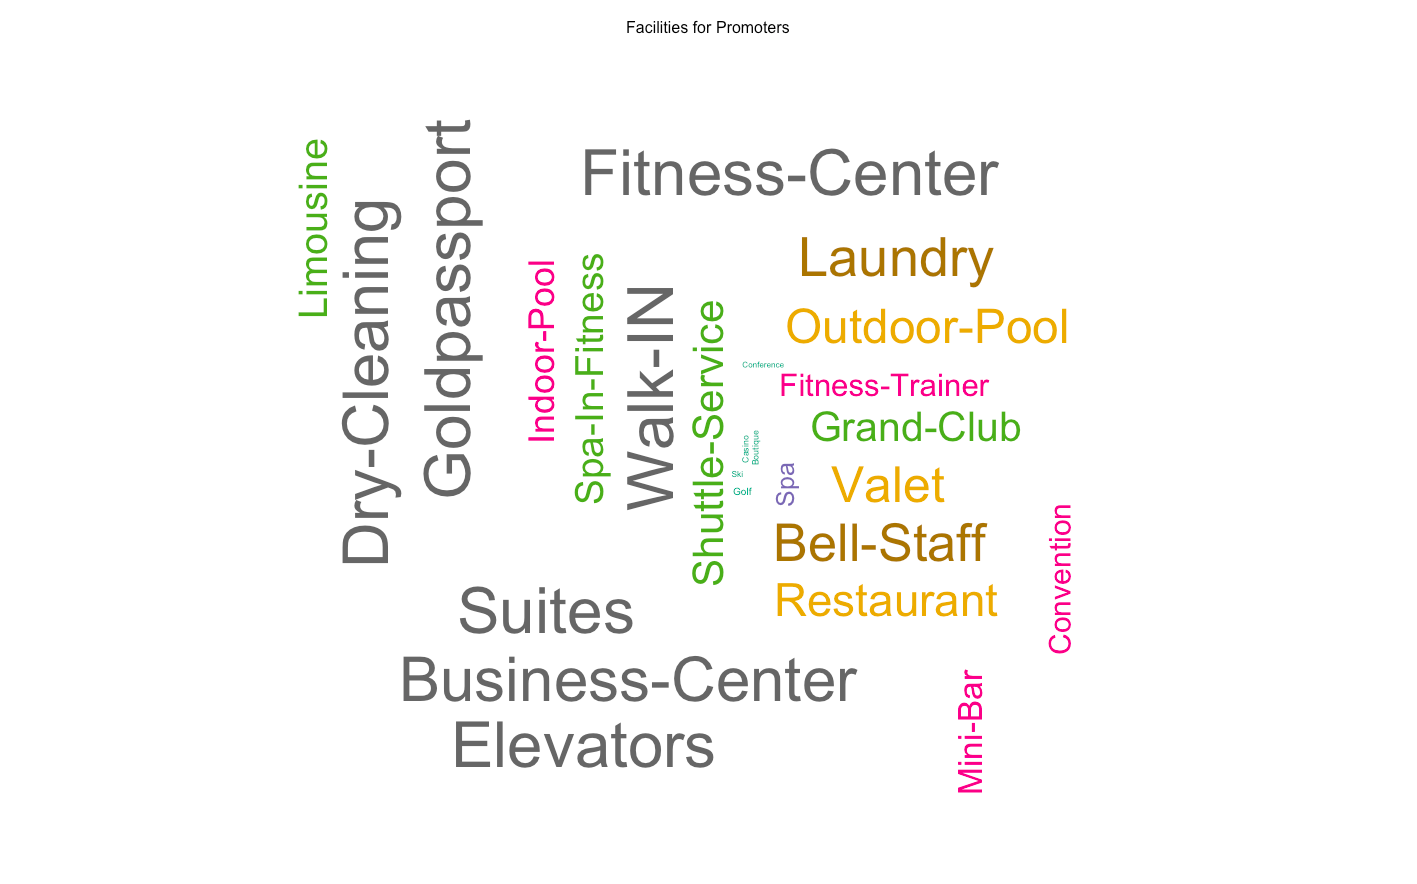 Facilities for Promoters
Limousine
Dry-Cleaning
Goldpassport
Indoor-Pool
Spa-In-Fitness
Walk-IN
Shuttle-Service
Fitness-Center
Laundry
Outdoor-Pool
Conference
Fitness-Trainer
Grand-Club
Casino
Boutique
Ski
Golf
Spa
Valet
Bell-Staff
Restaurant
Convention
Suites
Business-Center
Elevators
Mini-Bar